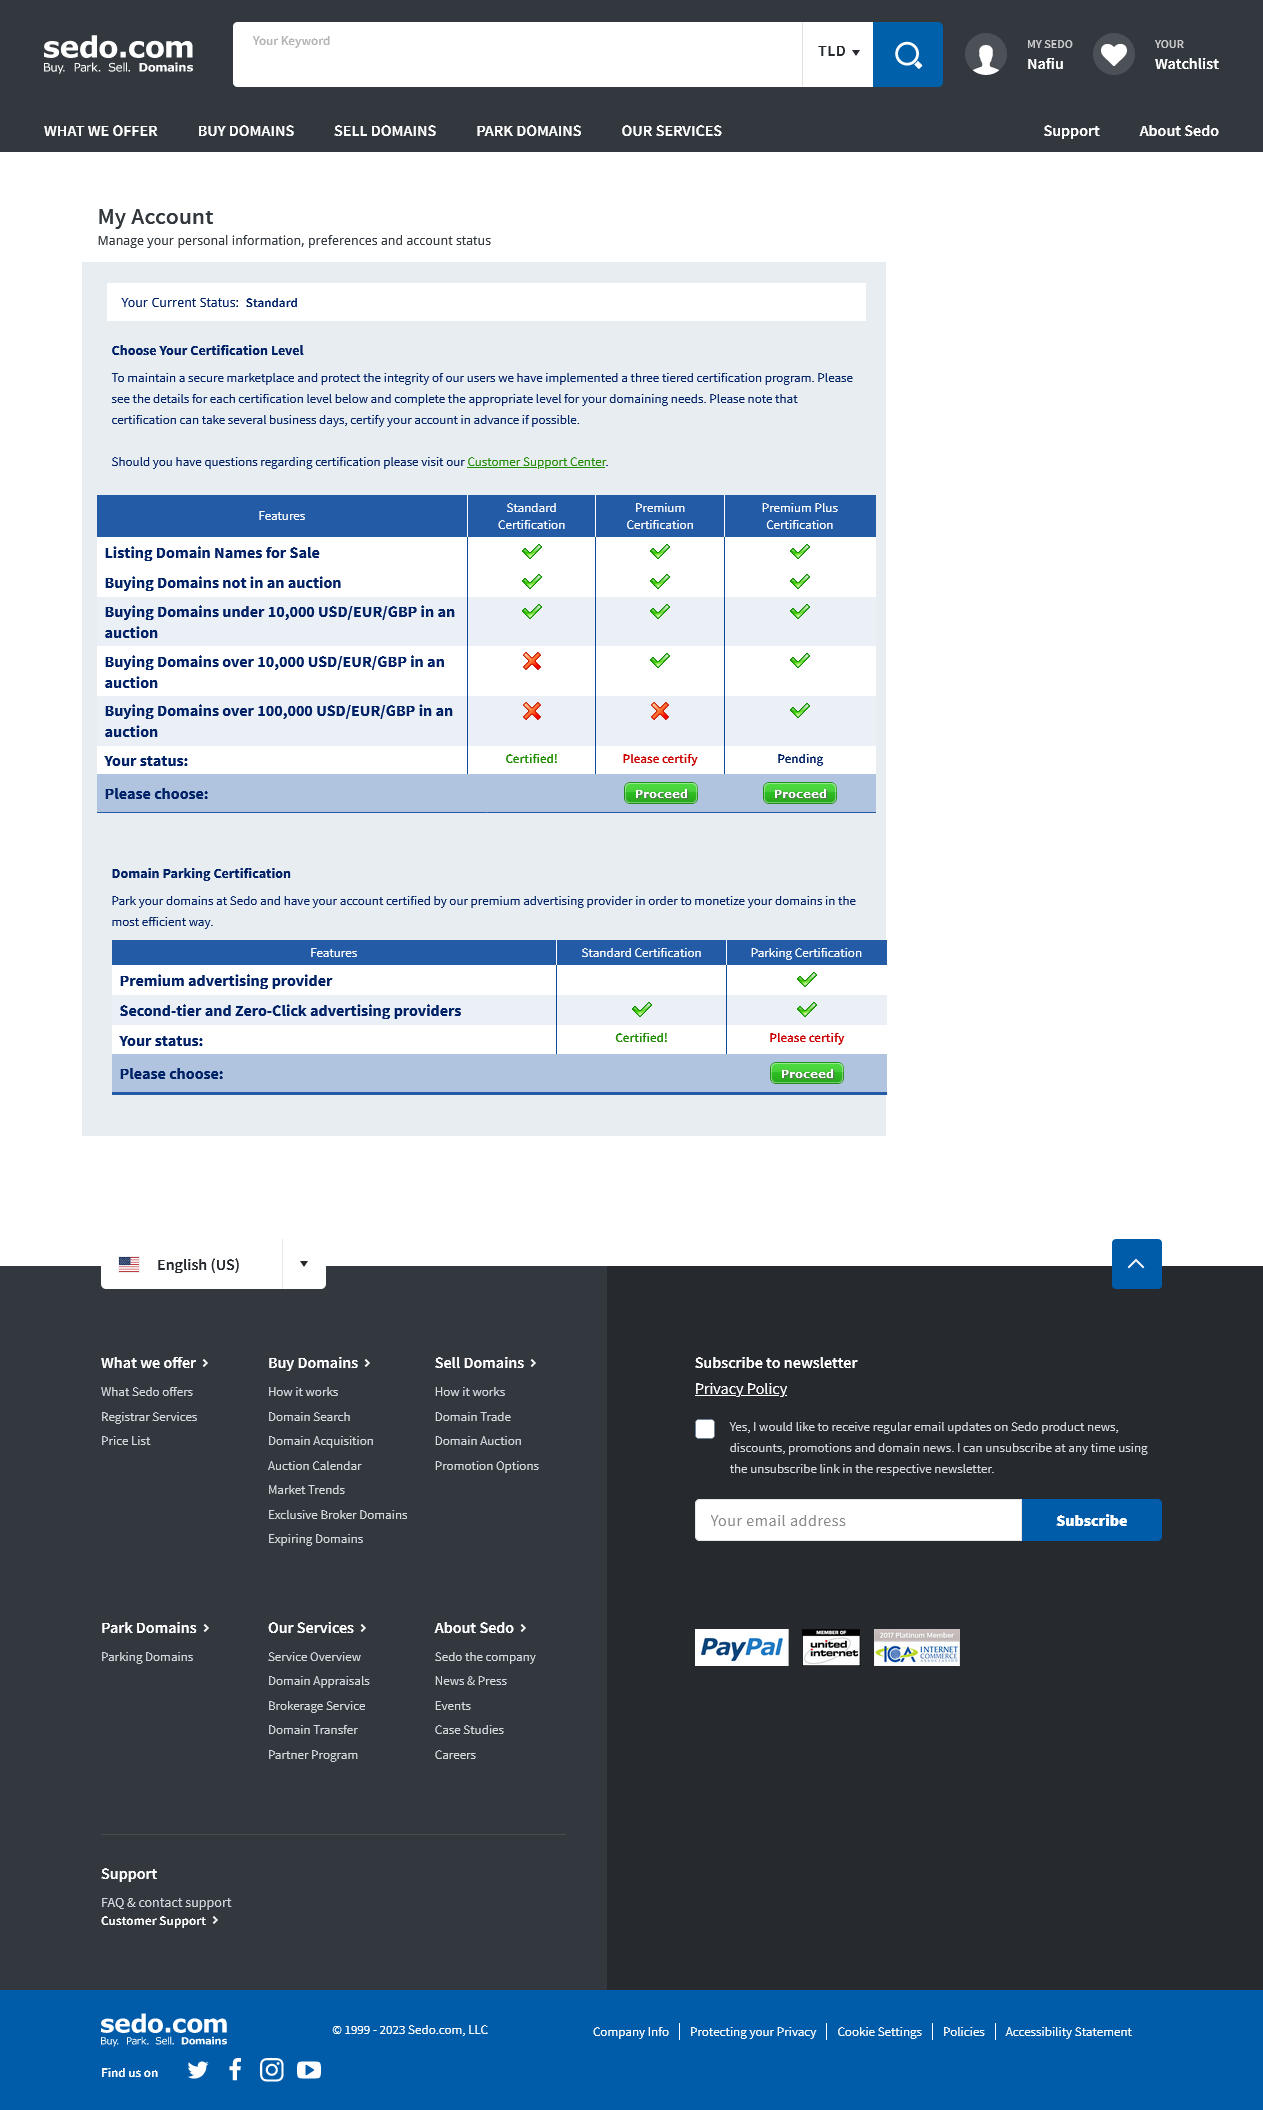 sedo.com
Buy. Park. Sell. Domains
Your Keyword
TLD
MY SEDO
Nafiu
YOUR
Watchlist
WHAT WE OFFER
BUY DOMAINS
SELL DOMAINS
PARK DOMAINS
OUR SERVICES
Support
About Sedo
My Account
Manage your personal information, preferences and account status
Your Current Status: Standard
Choose Your Certification Level
To maintain a secure marketplace and protect the integrity of our users we have implemented a three tiered certification program. Please
see the details for each certification level below and complete the appropriate level for your domaining needs. Please note that
certification can take several business days, certify your account in advance if possible.
Should you have questions regarding certification please visit our Customer Support Center.
Features
Standard
Certification
Premium
Certification
Premium Plus
Certification
Listing Domain Names for Sale
Buying Domains not in an auction
Buying Domains under 10,000 USD/EUR/GBP in an
auction
Buying Domains over 10,000 USD/EUR/GBP in an
auction
Buying Domains over 100,000 USD/EUR/GBP in an
auction
Your status:
Certified!
Please certify
Pending
Please choose:
Proceed
Proceed
Domain Parking Certification
Park your domains at Sedo and have your account certified by our premium advertising provider in order to monetize your domains in the
most efficient way.
Features
Standard Certification
Parking Certification
Premium advertising provider
Second-tier and Zero-Click advertising providers
Your status:
Certified!
Please certify
Please choose:
Proceed
English (US)
What we offer
What Sedo offers
Registrar Services
Price List
Buy Domains
How it works
Domain Search
Domain Acquisition
Auction Calendar
Market Trends
Exclusive Broker Domains
Expiring Domains
Sell Domains
How it works
Domain Trade
Domain Auction
Promotion Options
Subscribe to newsletter
Privacy Policy
Yes, I would like to receive regular email updates on Sedo product news,
discounts, promotions and domain news. I can unsubscribe at any time using
the unsubscribe link in the respective newsletter.
Your email address
Subscribe
Park Domains
Parking Domains
Our Services
Service Overview
Domain Appraisals
Brokerage Service
Domain Transfer
Partner Program
About Sedo
Sedo the company
News & Press
Events
Case Studies
Careers
PayPal
MEMBER OF
united
internet
2017 Platinum Member
ICA
INTERNET
COMMERCE
ASSOCIATION
Support
FAQ & contact support
Customer Support
sedo.com
Buy. Park. Sell. Domains
© 1999 - 2023 Sedo.com, LLC
Company Info
Protecting your Privacy
Cookie Settings
Policies
Accessibility Statement
Find us on